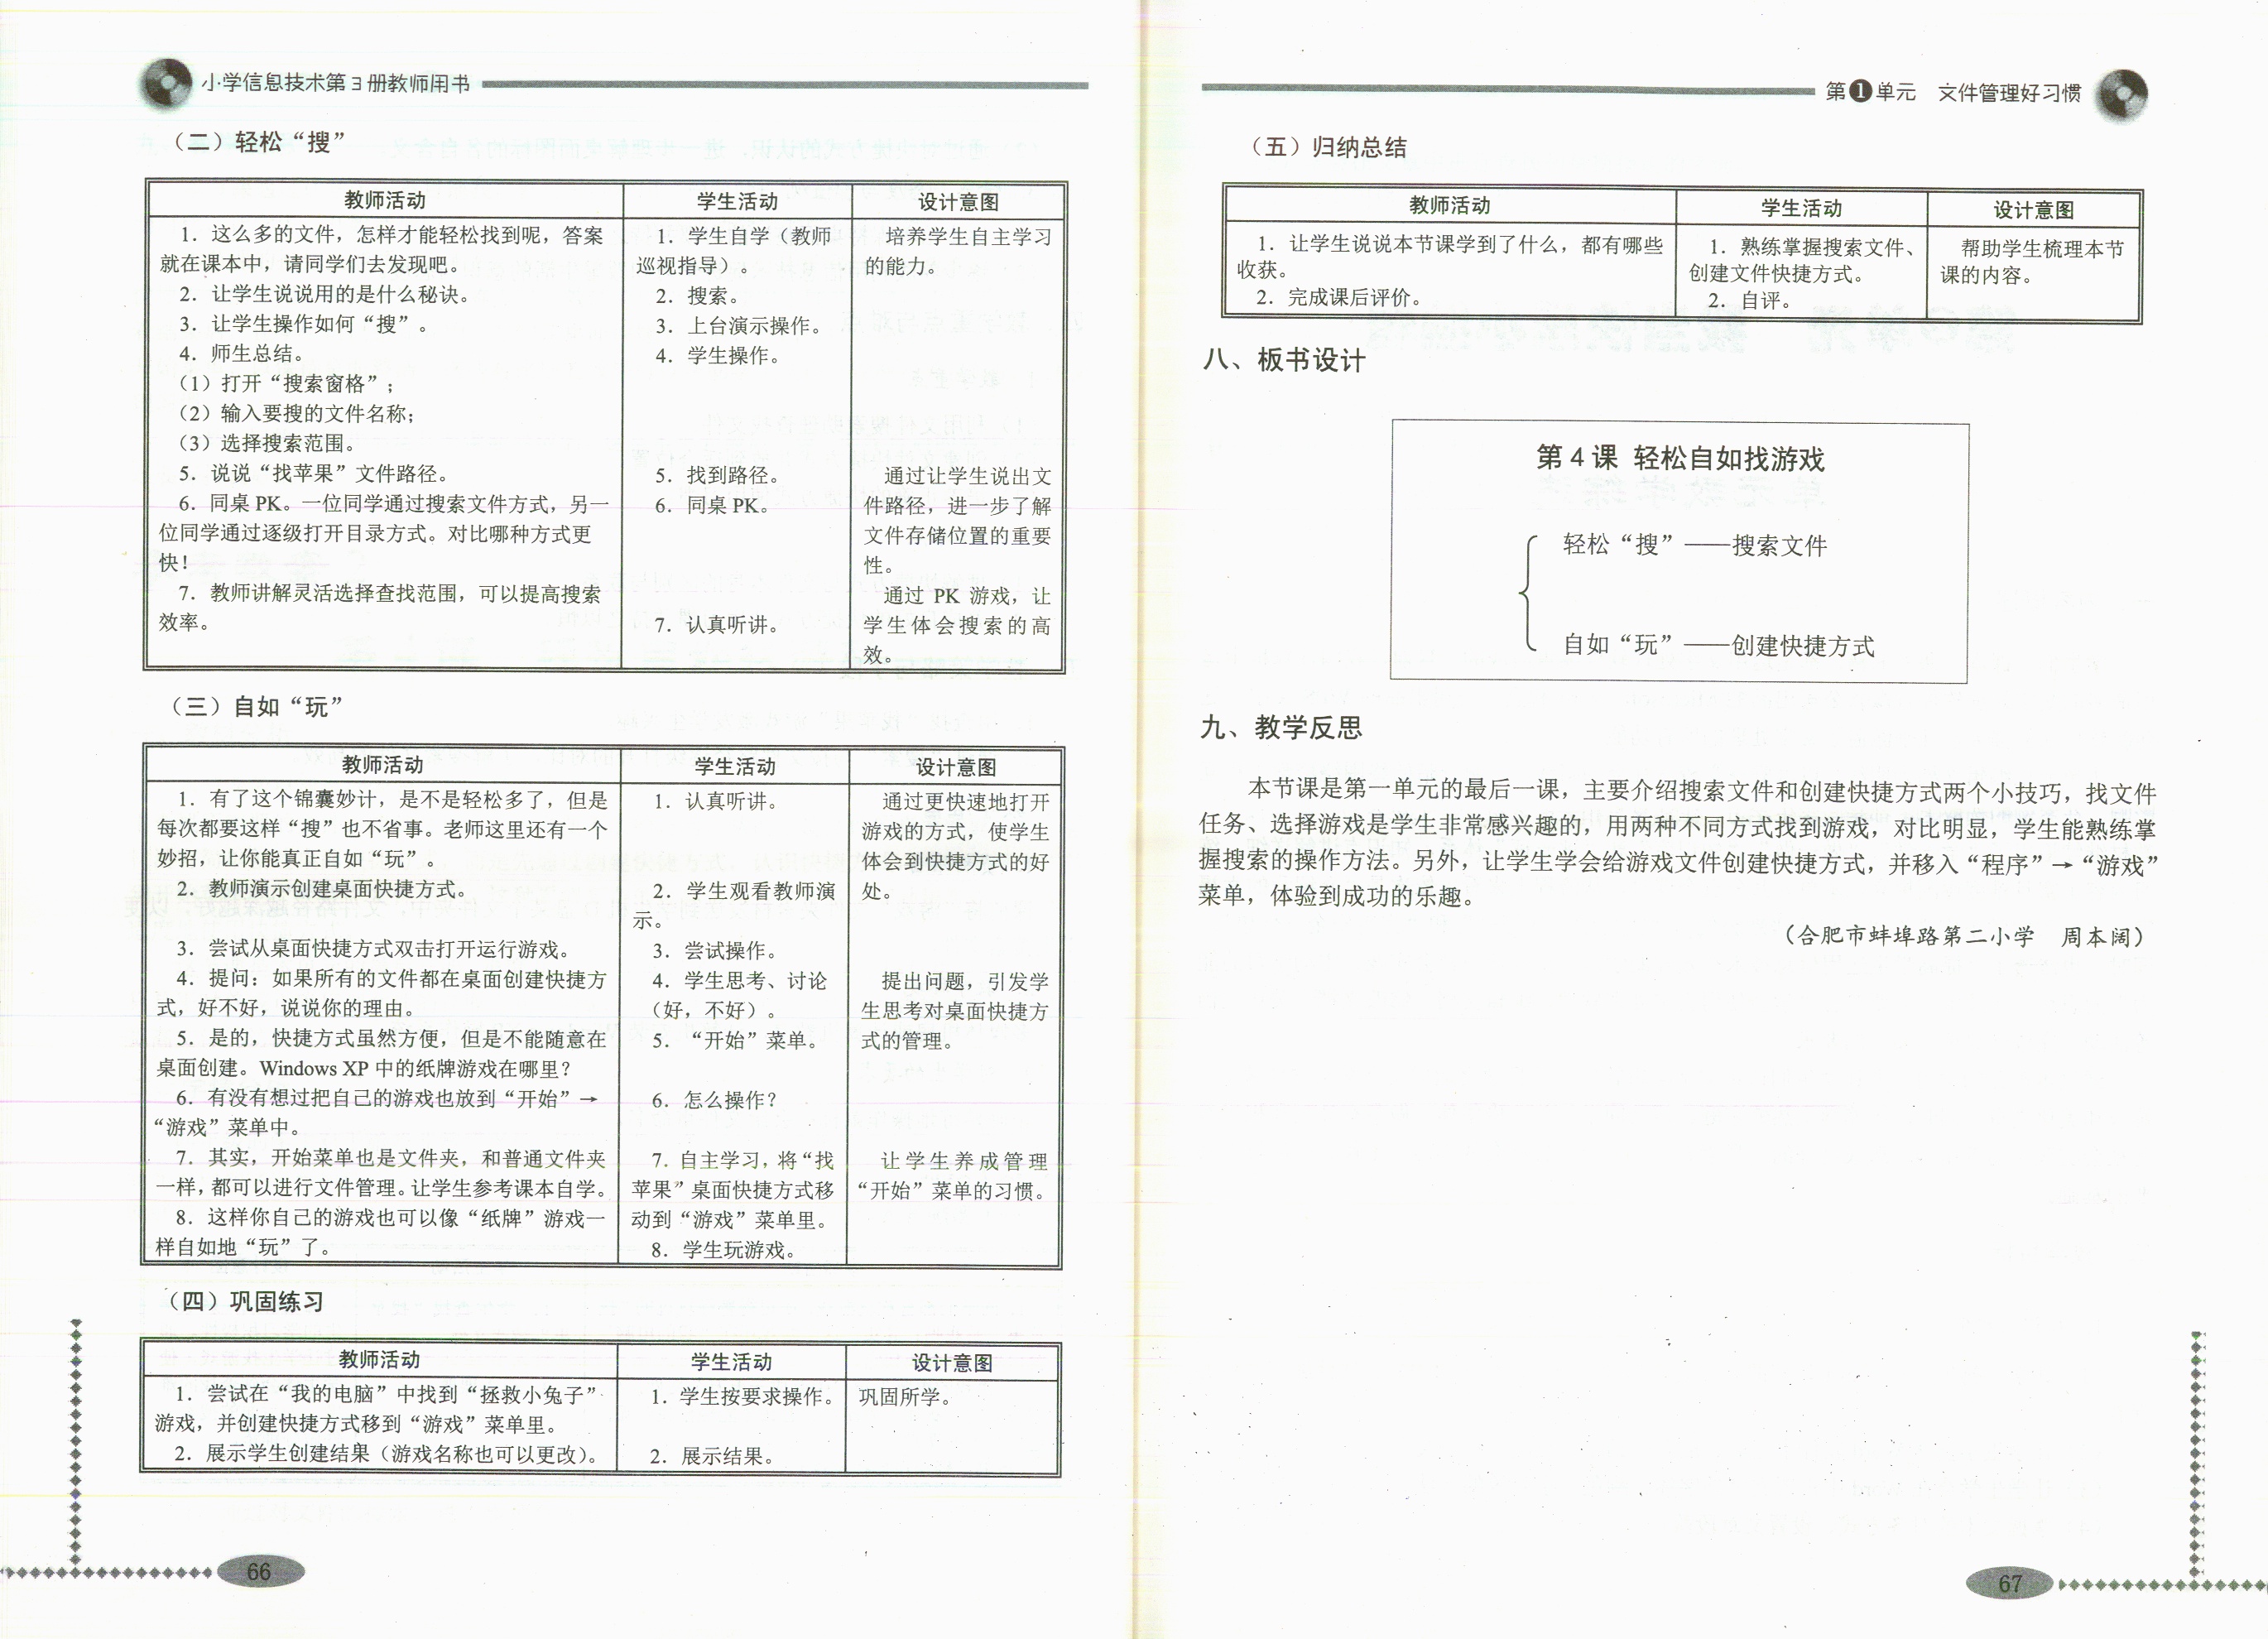 小学信息技术第3册教师用书
（二）轻松“搜”
教师活动
学生活动
设计意图
1．这么多的文件，怎样才能轻松找到呢，答案
就在课本中，请同学们去发现吧。
2．让学生说说用的是什么秘诀。
3．让学生操作如何“搜”。
4．师生总结。
（1）打开“搜索窗格”；
（2）输入要搜的文件名称；
（3）选择搜索范围。
5．说说“找苹果”文件路径。
6．同桌 PK。一位同学通过搜索文件方式，另一
位同学通过逐级打开目录方式。对比哪种方式更
快！
7．教师讲解灵活选择查找范围，可以提高搜索
效率。
1．学生自学（教师
巡视指导）。
2．搜索。
3．上台演示操作。
4．学生操作。
5．找到路径。
6．同桌 PK。
7．认真听讲。
培养学生自主学习
的能力。
通过让学生说出文
件路径，进一步了解
文件存储位置的重要
性。
通过 PK 游戏，让
学生体会搜索的高
效。
（三）自如“玩”
教师活动
学生活动
设计意图
1．有了这个锦囊妙计，是不是轻松多了，但是
每次都要这样“搜”也不省事。老师这里还有一个
妙招，让你能真正自如“玩”。
2．教师演示创建桌面快捷方式。
3．尝试从桌面快捷方式双击打开运行游戏。
4．提问：如果所有的文件都在桌面创建快捷方
式，好不好，说说你的理由。
5．是的，快捷方式虽然方便，但是不能随意在
桌面创建。Windows XP 中的纸牌游戏在哪里？
6．有没有想过把自己的游戏也放到“开始”→
“游戏”菜单中。
7．其实，开始菜单也是文件夹，和普通文件夹
一样，都可以进行文件管理。让学生参考课本自学。
8．这样你自己的游戏也可以像“纸牌”游戏一
样自如地“玩”了。
1．认真听讲。
2．学生观看教师演
示。
3．尝试操作。
4．学生思考、讨论
（好，不好）。
5．“开始”菜单。
6．怎么操作？
7．自主学习，将“找
苹果”桌面快捷方式移
动到“游戏”菜单里。
8．学生玩游戏。
通过更快速地打开
游戏的方式，使学生
体会到快捷方式的好
处。
提出问题，引发学
生思考对桌面快捷方
式的管理。
让学生养成管理
“开始”菜单的习惯。
（四）巩固练习
教师活动
学生活动
设计意图
1．尝试在“我的电脑”中找到“拯救小兔子”
游戏，并创建快捷方式移到“游戏”菜单里。
2．展示学生创建结果（游戏名称也可以更改）。
1．学生按要求操作。
2．展示结果。
巩固所学。
66
第1单元 文件管理好习惯
（五）归纳总结
教师活动
学生活动
设计意图
1．让学生说说本节课学到了什么，都有哪些
收获。
2．完成课后评价。
1．熟练掌握搜索文件、
创建文件快捷方式。
2．自评。
帮助学生梳理本节
课的内容。
八、板书设计
第 4 课 轻松自如找游戏
轻松“搜”——搜索文件
自如“玩”——创建快捷方式
九、教学反思
本节课是第一单元的最后一课，主要介绍搜索文件和创建快捷方式两个小技巧，找文件
任务、选择游戏是学生非常感兴趣的，用两种不同方式找到游戏，对比明显，学生能熟练掌
握搜索的操作方法。另外，让学生学会给游戏文件创建快捷方式，并移入“程序”→“游戏”
菜单，体验到成功的乐趣。
（合肥市蚌埠路第二小学 周本阔）
67